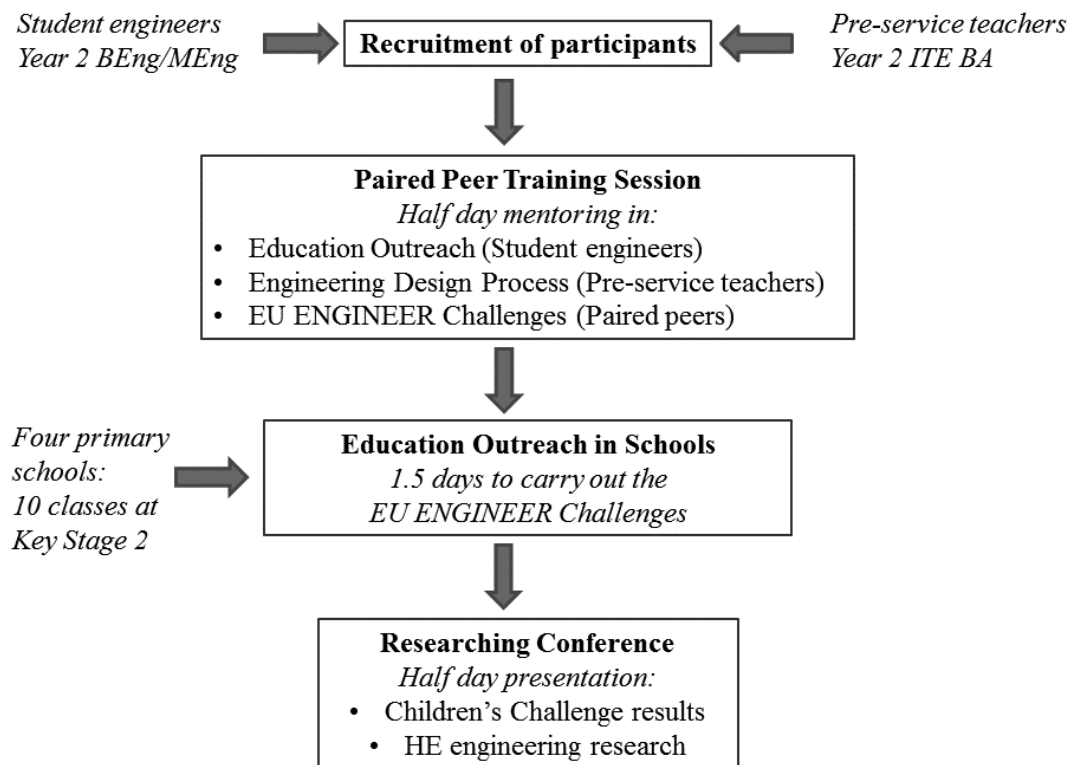 Student engineers
Year 2 BEng/MEng
Recruitment of participants
Pre-service teachers
Year 2 ITE BA
Paired Peer Training Session
Half day mentoring in:
• Education Outreach (Student engineers)
• Engineering Design Process (Pre-service teachers)
• EU ENGINEER Challenges (Paired peers)
Four primary
schools:
10 classes at
Key Stage 2
Education Outreach in Schools
1.5 days to carry out the
EU ENGINEER Challenges
Researching Conference
Half day presentation:
• Children’s Challenge results
• HE engineering research